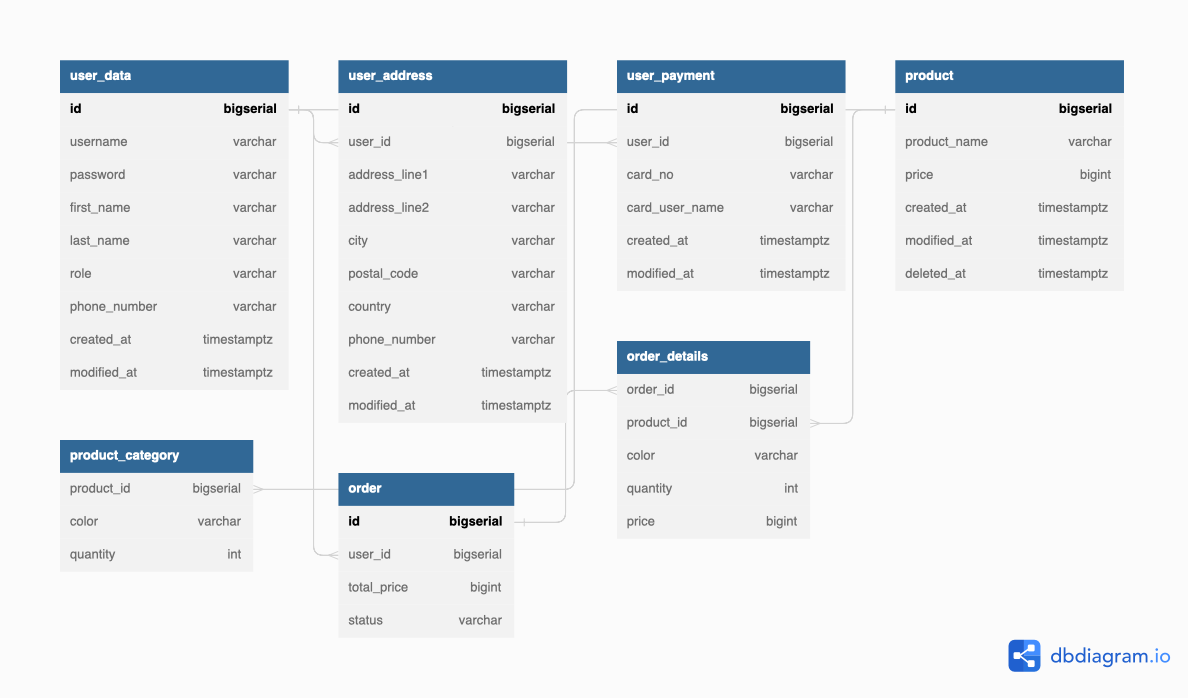 user_data
id bigserial
username varchar
password varchar
first_name varchar
last_name varchar
role varchar
phone_number varchar
created_at timestamptz
modified_at timestamptz
user_address
id bigserial
user_id bigserial
address_line1 varchar
address_line2 varchar
city varchar
postal_code varchar
country varchar
phone_number varchar
created_at timestamptz
modified_at timestamptz
user_payment
id bigserial
user_id bigserial
card_no varchar
card_user_name varchar
created_at timestamptz
modified_at timestamptz
product
id bigserial
product_name varchar
price bigint
created_at timestamptz
modified_at timestamptz
deleted_at timestamptz
order_details
order_id bigserial
product_id bigserial
color varchar
quantity int
price bigint
product_category
product_id bigserial
color varchar
quantity int
order
id bigserial
user_id bigserial
total_price bigint
status varchar
dbdiagram.io